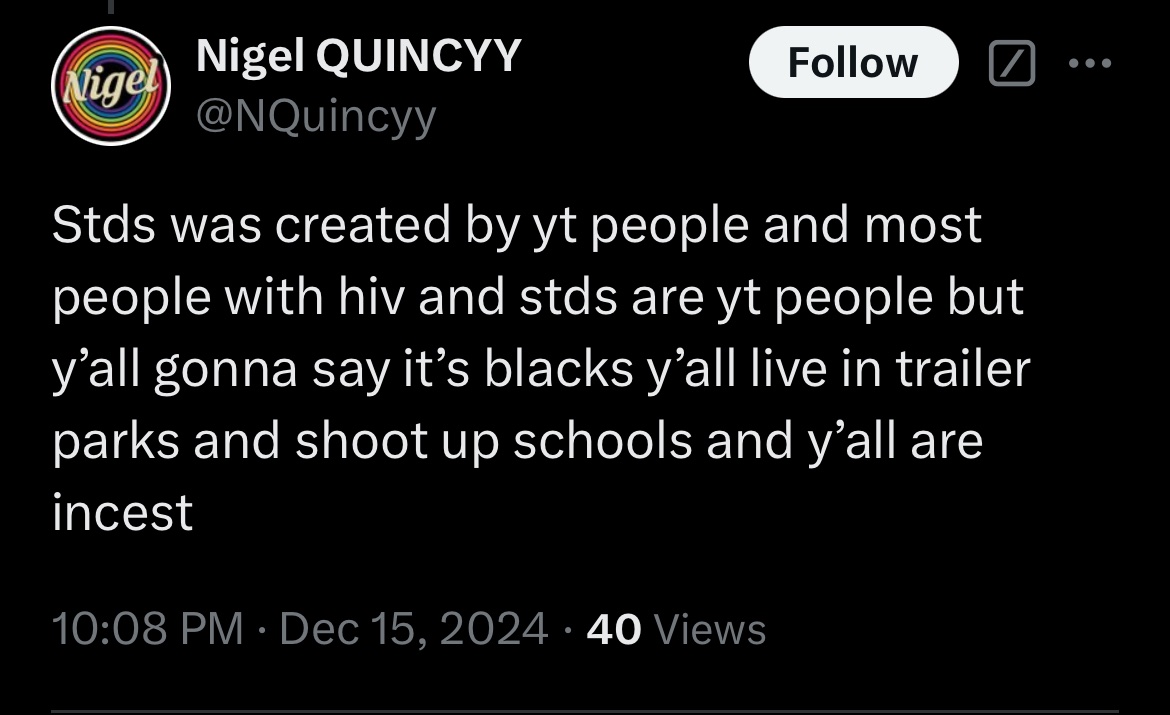 Nigel
Nigel QUINCYY
Follow
@NQuincyy
Stds was created by yt people and most
people with hiv and stds are yt people but
y’all gonna say it’s blacks y’all live in trailer
parks and shoot up schools and y’all are
incest
10:08 PM · Dec 15, 2024 · 40 Views